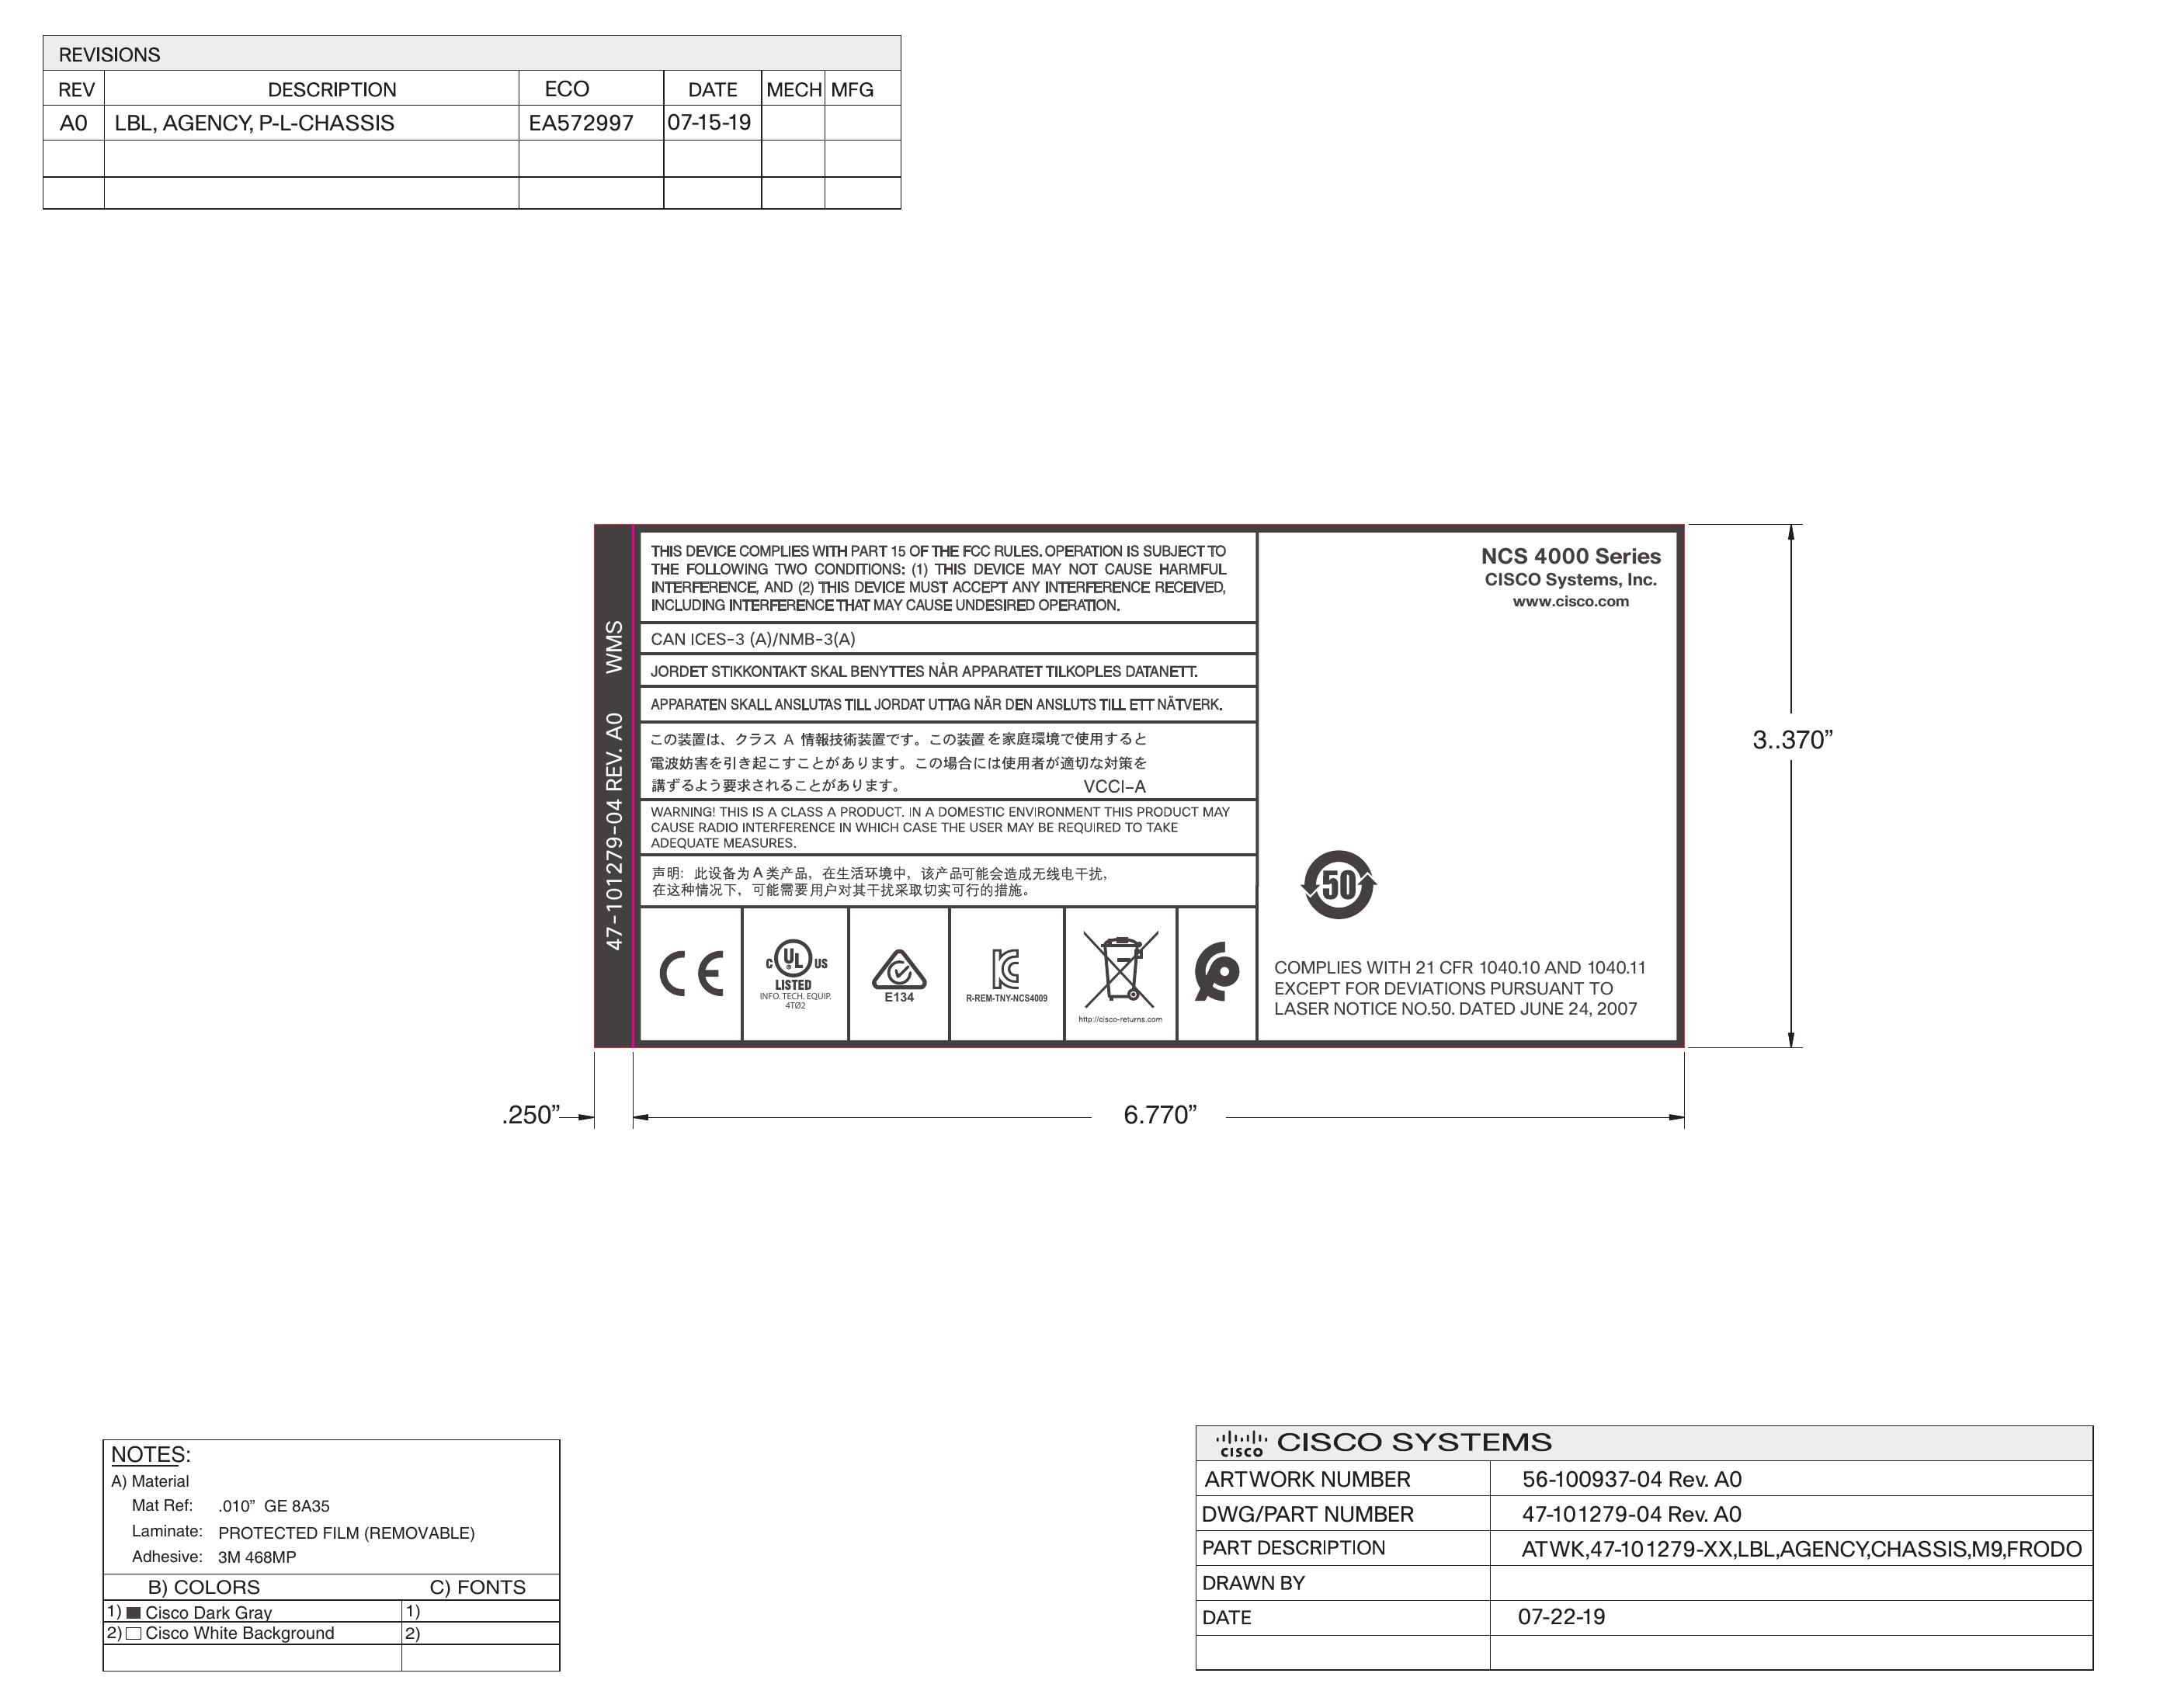 REVISIONS
REV DESCRIPTION ECO DATE MECH MFG
A0 LBL, AGENCY, P-L-CHASSIS EA572997 07-15-19
47-101279-04 REV. A0 WMS
THIS DEVICE COMPLIES WITH PART 15 OF THE FCC RULES. OPERATION IS SUBJECT TO
THE FOLLOWING TWO CONDITIONS: (1) THIS DEVICE MAY NOT CAUSE HARMFUL
INTERFERENCE, AND (2) THIS DEVICE MUST ACCEPT ANY INTERFERENCE RECEIVED,
INCLUDING INTERFERENCE THAT MAY CAUSE UNDESIRED OPERATION.
CAN ICES-3 (A)/NMB-3(A)
JORDET STIKKONTAKT SKAL BENYTTES NÅR APPARATET TILKOPLES DATANETT.
APPARATEN SKALL ANSLUTAS TILL JORDAT UTTAG NÄR DEN ANSLUTS TILL ETT NÄTVERK.
この装置は、クラス A 情報技術装置です。この装置を家庭環境で使用すると
電波妨害を引き起こすことがあります。この場合には使用者が適切な対策を
講ずるよう要求されることがあります。 VCCI-A
WARNING! THIS IS A CLASS A PRODUCT. IN A DOMESTIC ENVIRONMENT THIS PRODUCT MAY
CAUSE RADIO INTERFERENCE IN WHICH CASE THE USER MAY BE REQUIRED TO TAKE
ADEQUATE MEASURES.
声明: 此设备为 A 类产品, 在生活环境中, 该产品可能会造成无线电干扰,
在这种情况下, 可能需要用户对其干扰采取切实可行的措施。
CE
C UL US
®
LISTED
INFO. TECH. EQUIP.
4TØ2
E134
R-REM-TNY-NCS4009
http://cisco-returns.com
NCS 4000 Series
CISCO Systems, Inc.
www.cisco.com
50
COMPLIES WITH 21 CFR 1040.10 AND 1040.11
EXCEPT FOR DEVIATIONS PURSUANT TO
LASER NOTICE NO.50. DATED JUNE 24, 2007
3..370”
.250”
6.770”
NOTES:
A) Material
Mat Ref: .010” GE 8A35
Laminate: PROTECTED FILM (REMOVABLE)
Adhesive: 3M 468MP
B) COLORS C) FONTS
1) Cisco Dark Gray 1)
2) Cisco White Background 2)
CISCO CISCO SYSTEMS
ARTWORK NUMBER 56-100937-04 Rev. A0
DWG/PART NUMBER 47-101279-04 Rev. A0
PART DESCRIPTION ATWK,47-101279-XX,LBL,AGENCY,CHASSIS,M9,FRODO
DRAWN BY
DATE 07-22-19